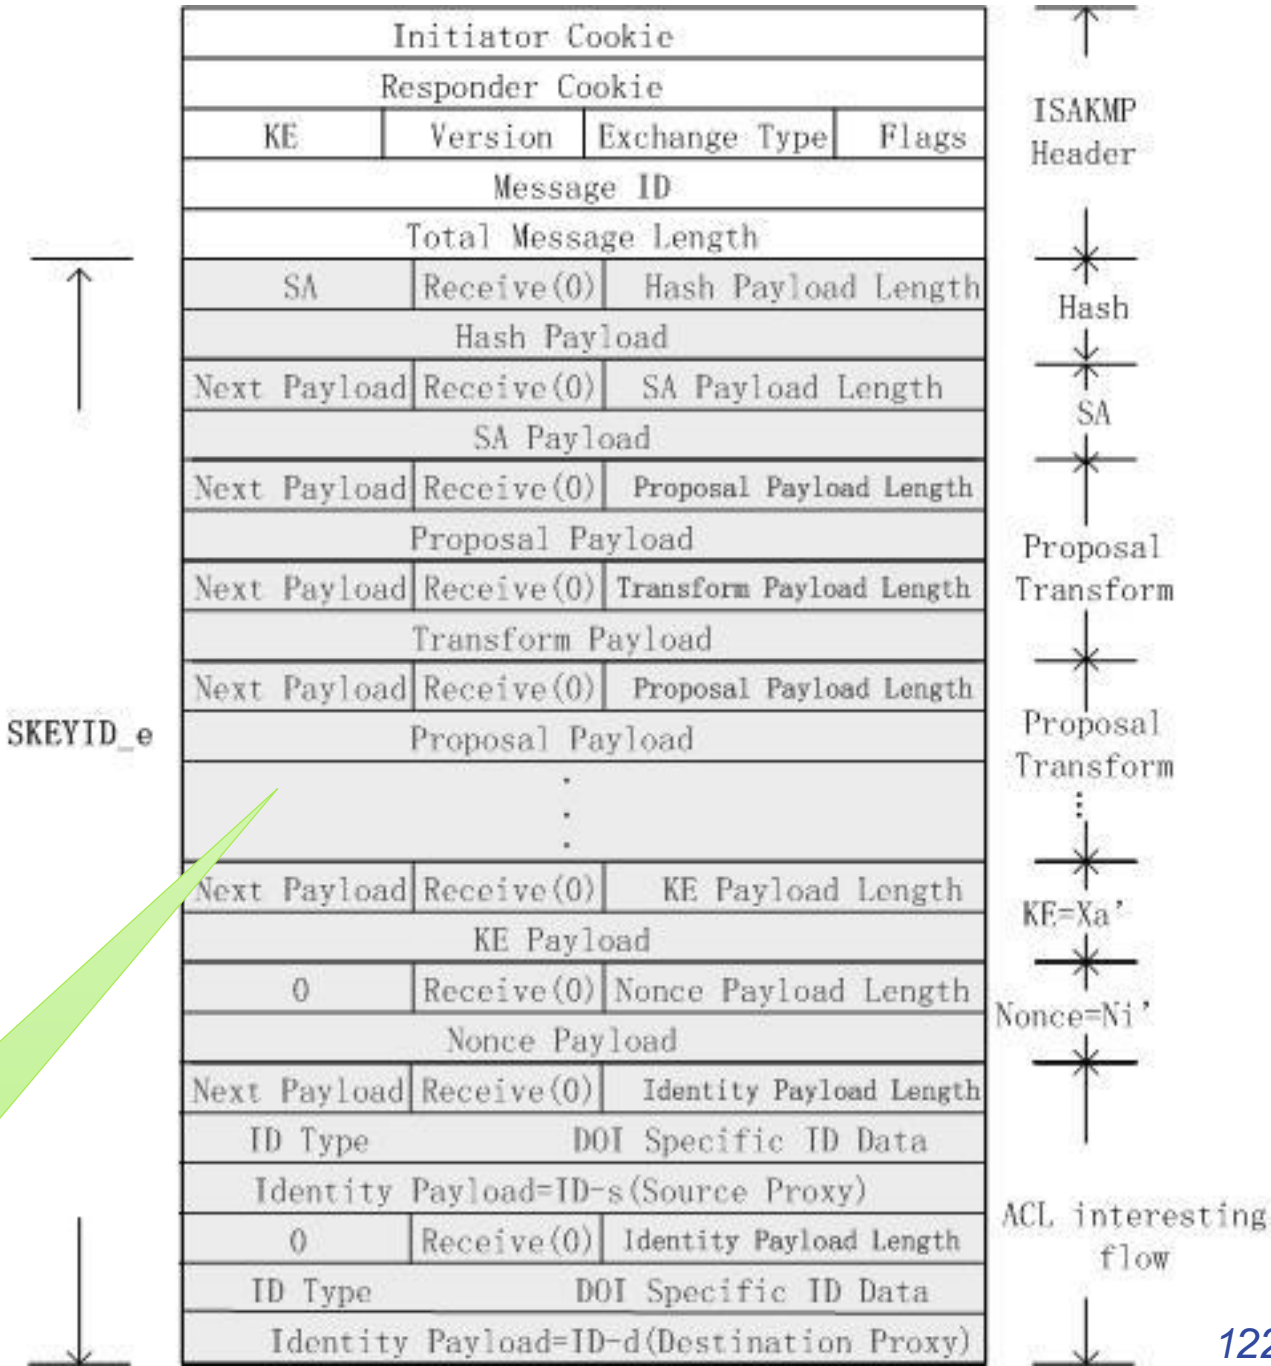 Initiator Cookie
Responder Cookie
KE Version Exchange Type Flags
Message ID
Total Message Length
ISAKMP
Header
SA Receive(0) Hash Payload Length
Hash Payload
Hash
Next Payload Receive(0) SA Payload Length
SA Payload
SA
Next Payload Receive(0) Proposal Payload Length
Proposal Payload
Next Payload Receive(0) Transform Payload Length
Transform Payload
Proposal
Transform
Next Payload Receive(0) Proposal Payload Length
Proposal Payload
Proposal
Transform
SKEYID_e
Next Payload Receive(0) KE Payload Length
KE Payload
KE=Xa’
0 Receive(0) Nonce Payload Length
Nonce Payload
Nonce=Ni’
Next Payload Receive(0) Identity Payload Length
ID Type DOI Specific ID Data
Identity Payload=ID-s(Source Proxy)
0 Receive(0) Identity Payload Length
ID Type DOI Specific ID Data
Identity Payload=ID-d(Destination Proxy)
ACL interesting
flow
122